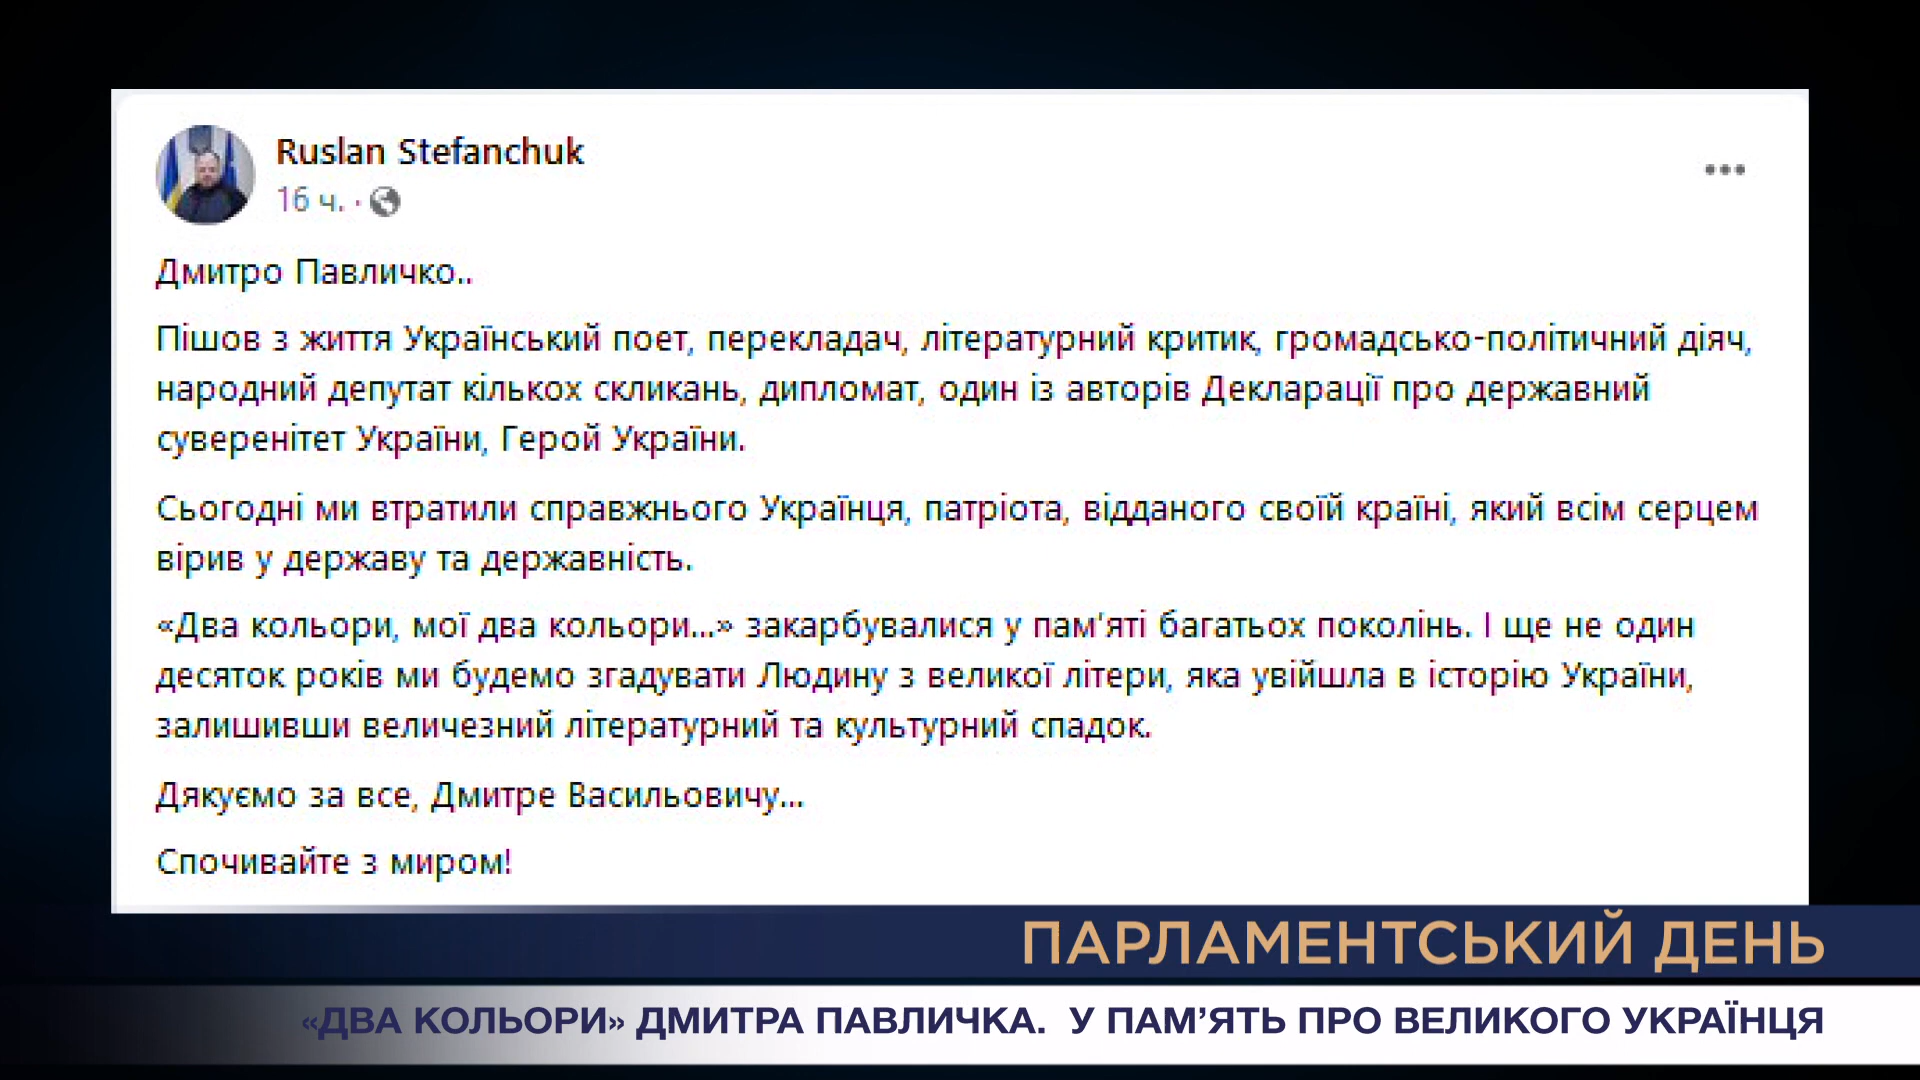 Ruslan Stefanchuk
16 ч. ·
Дмитро Павличко..
Пішов з життя Український поет, перекладач, літературний критик, громадсько-політичний діяч,
народний депутат кількох скликань, дипломат, один із авторів Декларації про державний
суверенітет України, Герой України.
Сьогодні ми втратили справжнього Українця, патріота, відданого своїй країні, який всім серцем
вірив у державу та державність.
«Два кольори, мої два кольори...» закарбувалися у пам'яті багатьох поколінь. І ще не один
десяток років ми будемо згадувати Людину з великої літери, яка увійшла в історію України,
залишивши величезний літературний та культурний спадок.
Дякуємо за все, Дмитре Васильовичу...
Спочивайте з миром!
ПАРЛАМЕНТСЬКИЙ ДЕНЬ
«ДВА КОЛЬОРИ» ДМИТРА ПАВЛИЧКА. У ПАМ’ЯТЬ ПРО ВЕЛИКОГО УКРАЇНЦЯ